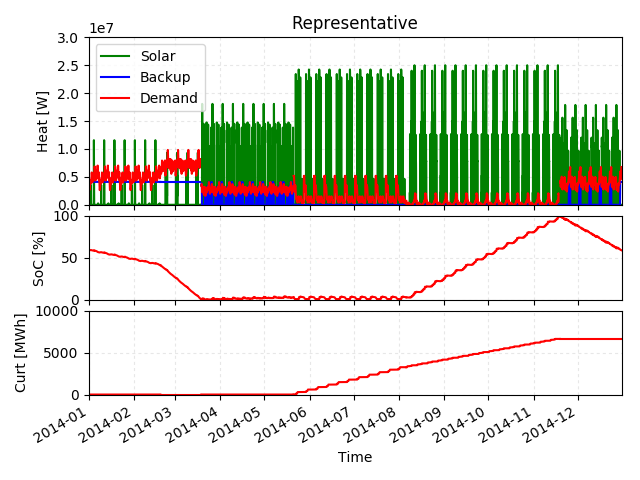 Representative
1e7
3.0
2.5
2.0
1.5
1.0
0.5
0.0
Heat [W]
Solar
Backup
Demand
100
50
0
SoC [%]
10000
5000
0
Curt [MWh]
2014-01
2014-02
2014-03
2014-04
2014-05
2014-06
2014-07
2014-08
2014-09
2014-10
2014-11
2014-12
Time